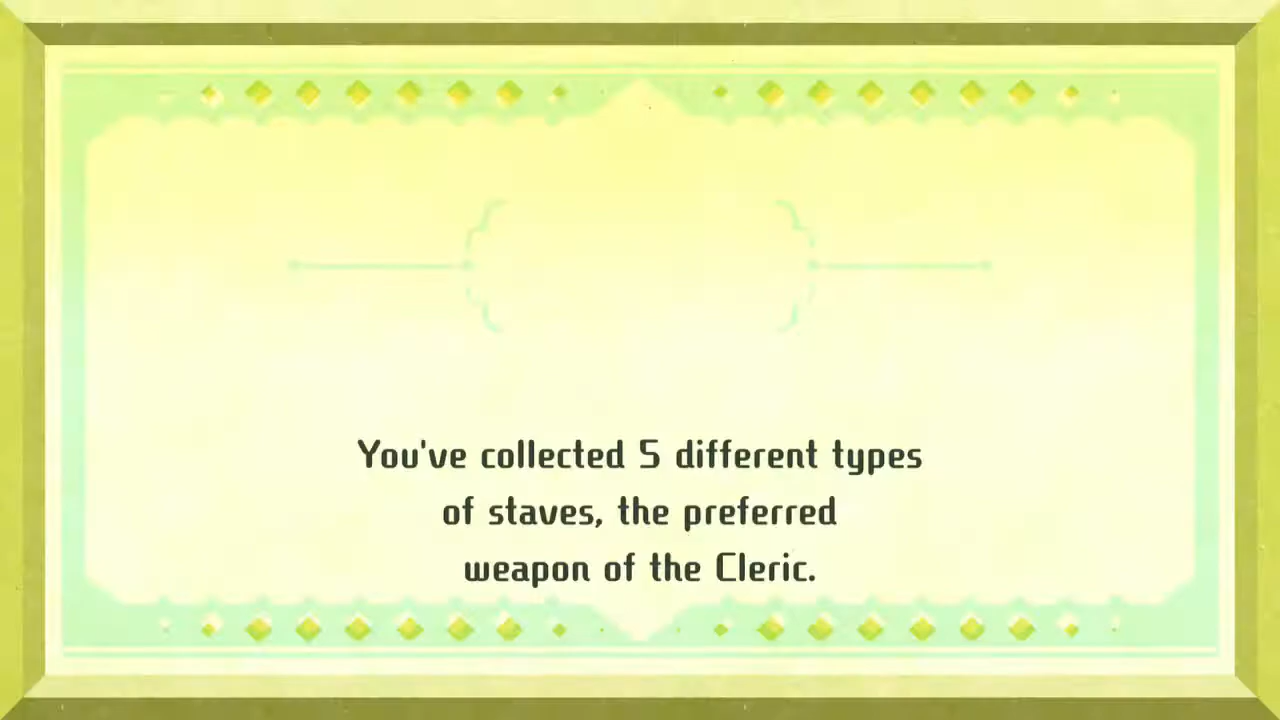 You've collected 5 different types
of staves, the preferred
weapon of the Cleric.